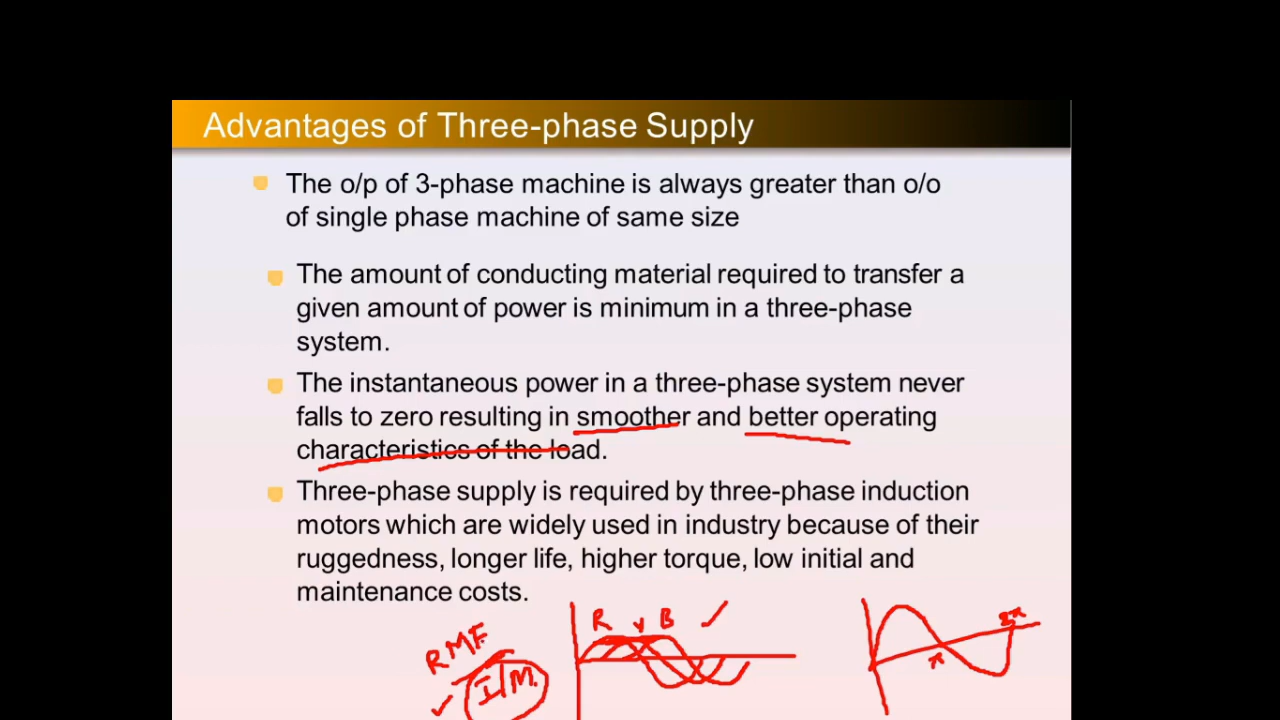 Advantages of Three-phase Supply
The o/p of 3-phase machine is always greater than o/o
of single phase machine of same size
The amount of conducting material required to transfer a
given amount of power is minimum in a three-phase
system.
The instantaneous power in a three-phase system never
falls to zero resulting in smoother and better operating
characteristics of the load.
Three-phase supply is required by three-phase induction
motors which are widely used in industry because of their
ruggedness, longer life, higher torque, low initial and
maintenance costs.
R Y B
2π
RMF.
π
I/M.